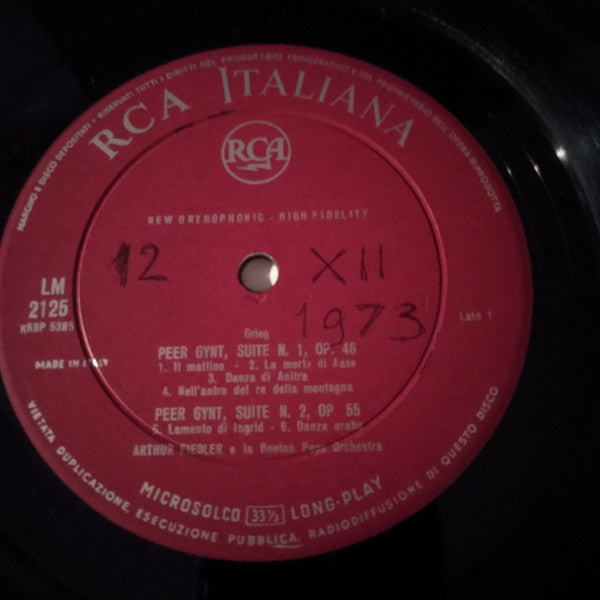 MARCHIO E DISCO DEPOSITATI • RISERVATI TUTTI I DIRITTI DEL PRODUTTORE FONOGRAFICO E DEL PROPRIETARIO DELL'OPERA RIPRODOTTA
RCA ITALIANA
RCA
NEW ORTHOPHONIC - HIGH FIDELITY
12 XII
1973
LM
2125
KKBP 5385
Lato 1
MADE IN ITALY
Grieg
PEER GYNT, SUITE N. 1, OP. 46
1. Il mattino - 2. La morte di Aase
3. Danza di Anitra
4. Nell'antro del re della montagna
PEER GYNT, SUITE N. 2, OP 55
5. Lamento di Ingrid - 6. Danza araba
ARTHUR FIEDLER e la Boston Pops Orchestra
MICROSOLCO 33⅓ LONG-PLAY
VIETATA DUPLICAZIONE, ESECUZIONE PUBBLICA, RADIODIFFUSIONE DI QUESTO DISCO